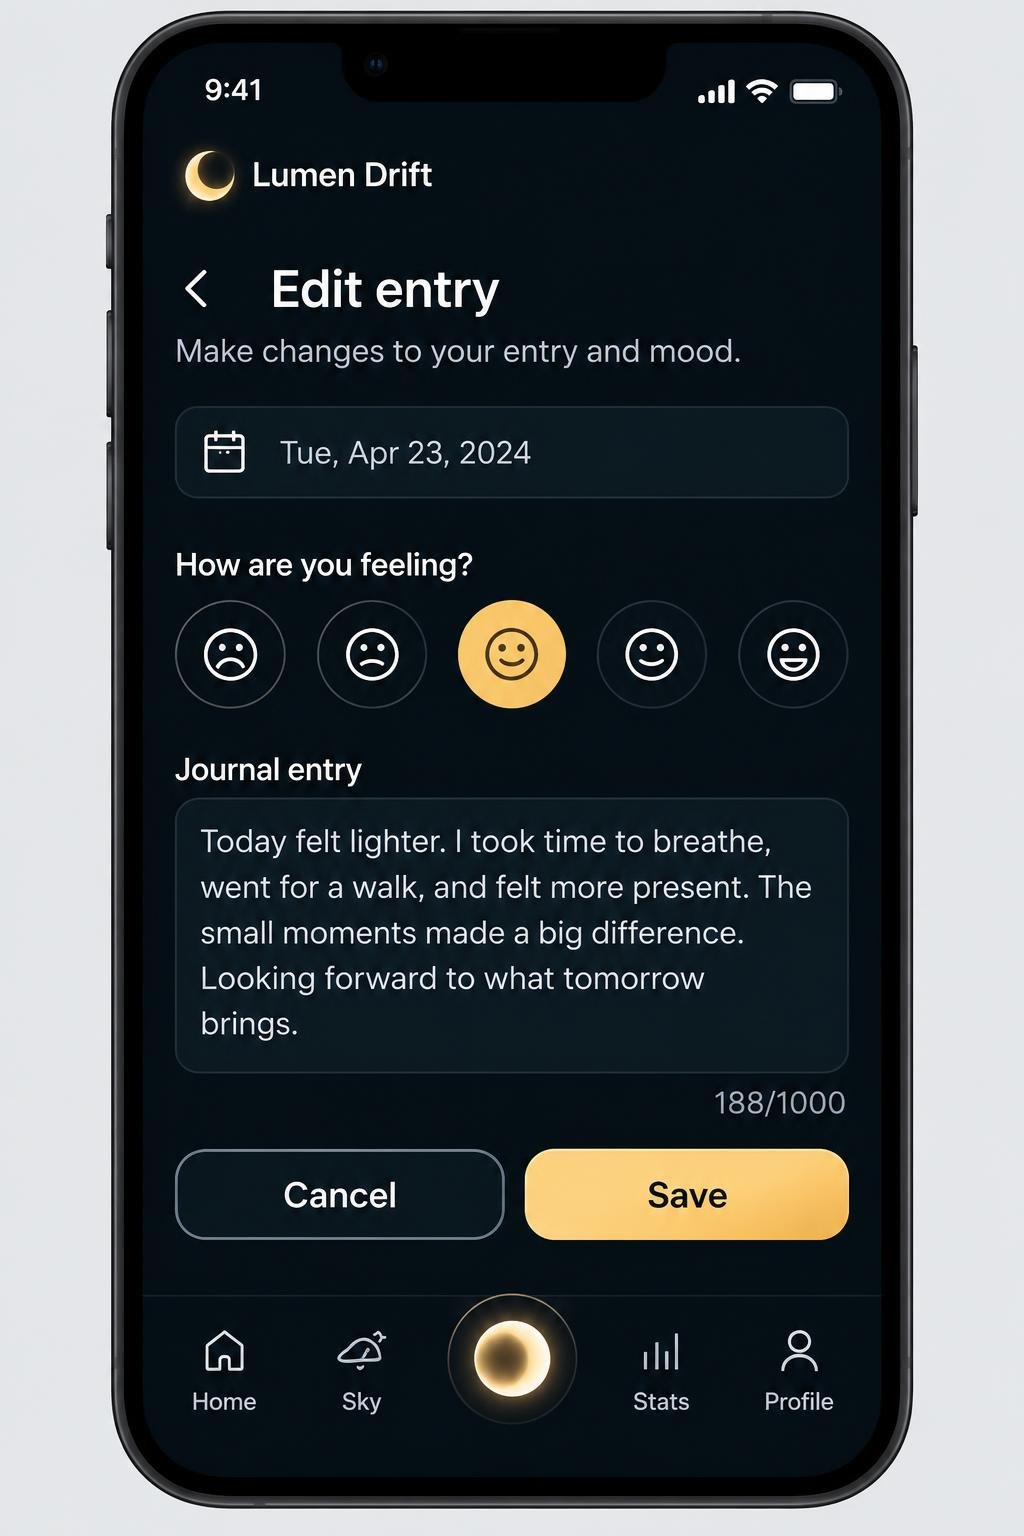 9:41
Lumen Drift
Edit entry
Make changes to your entry and mood.
Tue, Apr 23, 2024
How are you feeling?
Journal entry
Today felt lighter. I took time to breathe,
went for a walk, and felt more present. The
small moments made a big difference.
Looking forward to what tomorrow
brings.
188/1000
Cancel
Save
Home
Sky
Stats
Profile